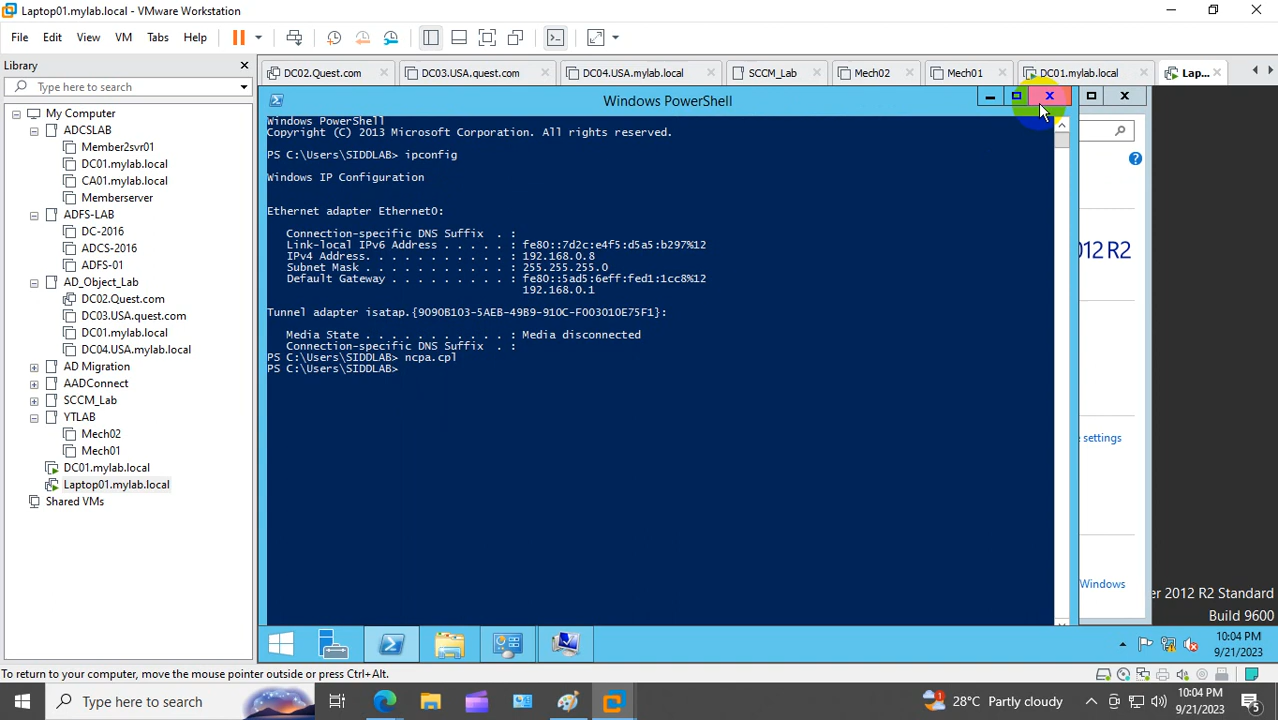 Laptop01.mylab.local - VMware Workstation
File Edit View VM Tabs Help
Library
Type here to search
My Computer
ADCSLAB
Member2svr01
DC01.mylab.local
CA01.mylab.local
Memberserver
ADFS-LAB
DC-2016
ADCS-2016
ADFS-01
AD_Object_Lab
DC02.Quest.com
DC03.USA.quest.com
DC01.mylab.local
DC04.USA.mylab.local
AD Migration
AADConnect
SCCM_Lab
YTLAB
Mech02
Mech01
DC01.mylab.local
Laptop01.mylab.local
Shared VMs
DC02.Quest.com DC03.USA.quest.com DC04.USA.mylab.local SCCM_Lab Mech02 Mech01 DC01.mylab.local Lap...
Windows PowerShell
Windows PowerShell
Copyright (C) 2013 Microsoft Corporation. All rights reserved.
PS C:\Users\SIDDLAB> ipconfig
Windows IP Configuration
Ethernet adapter Ethernet0:
Connection-specific DNS Suffix . :
Link-local IPv6 Address . . . . . : fe80::7d2c:e4f5:d5a5:b297%12
IPv4 Address. . . . . . . . . . . : 192.168.0.8
Subnet Mask . . . . . . . . . . . : 255.255.255.0
Default Gateway . . . . . . . . . : fe80::5ad5:6eff:fed1:1cc8%12
192.168.0.1
Tunnel adapter isatap.{9090B103-5AEB-49B9-910C-F003010E75F1}:
Media State . . . . . . . . . . . : Media disconnected
Connection-specific DNS Suffix . :
PS C:\Users\SIDDLAB> ncpa.cpl
PS C:\Users\SIDDLAB>
012 R2
e settings
Windows
er 2012 R2 Standard
Build 9600
10:04 PM
9/21/2023
To return to your computer, move the mouse pointer outside or press Ctrl+Alt.
Type here to search
28°C Partly cloudy
10:04 PM
9/21/2023
5